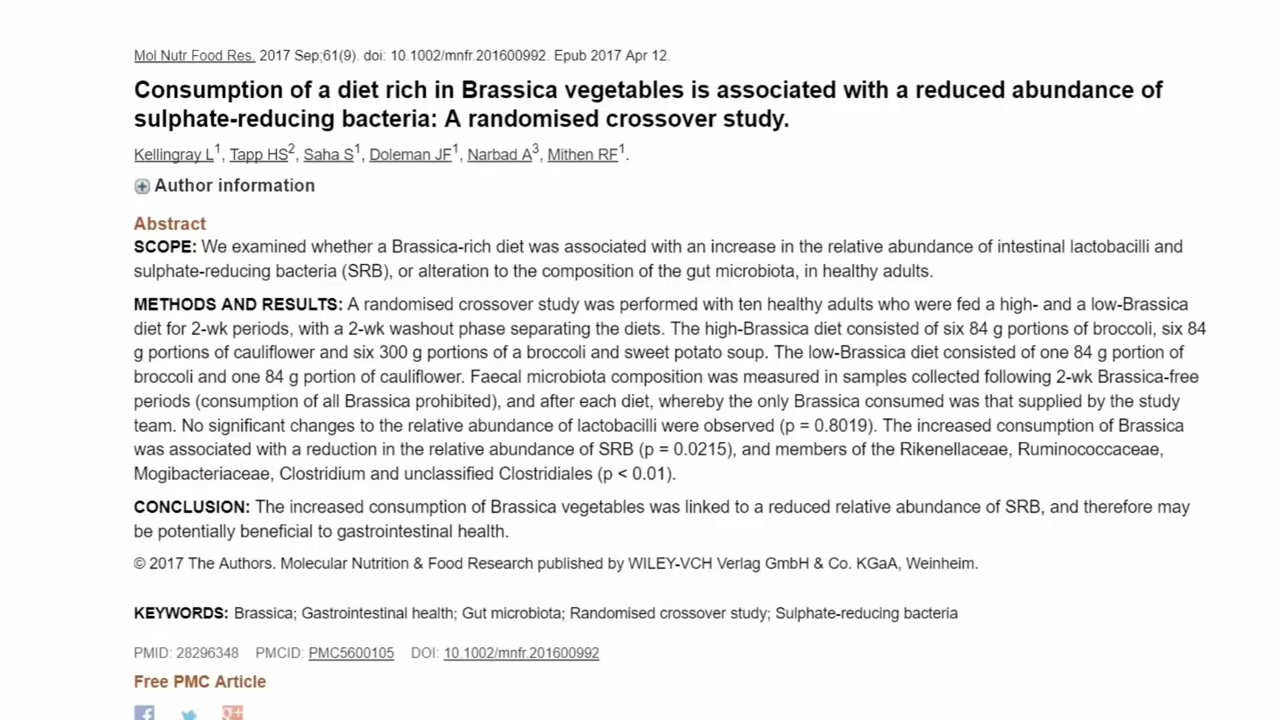 Mol Nutr Food Res. 2017 Sep;61(9). doi: 10.1002/mnfr.201600992. Epub 2017 Apr 12.
Consumption of a diet rich in Brassica vegetables is associated with a reduced abundance of
sulphate-reducing bacteria: A randomised crossover study.
Kellingray L1, Tapp HS2, Saha S1, Doleman JF1, Narbad A3, Mithen RF1.
Author information
Abstract
SCOPE: We examined whether a Brassica-rich diet was associated with an increase in the relative abundance of intestinal lactobacilli and
sulphate-reducing bacteria (SRB), or alteration to the composition of the gut microbiota, in healthy adults.
METHODS AND RESULTS: A randomised crossover study was performed with ten healthy adults who were fed a high- and a low-Brassica
diet for 2-wk periods, with a 2-wk washout phase separating the diets. The high-Brassica diet consisted of six 84 g portions of broccoli, six 84
g portions of cauliflower and six 300 g portions of a broccoli and sweet potato soup. The low-Brassica diet consisted of one 84 g portion of
broccoli and one 84 g portion of cauliflower. Faecal microbiota composition was measured in samples collected following 2-wk Brassica-free
periods (consumption of all Brassica prohibited), and after each diet, whereby the only Brassica consumed was that supplied by the study
team. No significant changes to the relative abundance of lactobacilli were observed (p = 0.8019). The increased consumption of Brassica
was associated with a reduction in the relative abundance of SRB (p = 0.0215), and members of the Rikenellaceae, Ruminococcaceae,
Mogibacteriaceae, Clostridium and unclassified Clostridiales (p < 0.01).
CONCLUSION: The increased consumption of Brassica vegetables was linked to a reduced relative abundance of SRB, and therefore may
be potentially beneficial to gastrointestinal health.
© 2017 The Authors. Molecular Nutrition & Food Research published by WILEY-VCH Verlag GmbH & Co. KGaA, Weinheim.
KEYWORDS: Brassica; Gastrointestinal health; Gut microbiota; Randomised crossover study; Sulphate-reducing bacteria
PMID: 28296348 PMCID: PMC5600105 DOI: 10.1002/mnfr.201600992
Free PMC Article